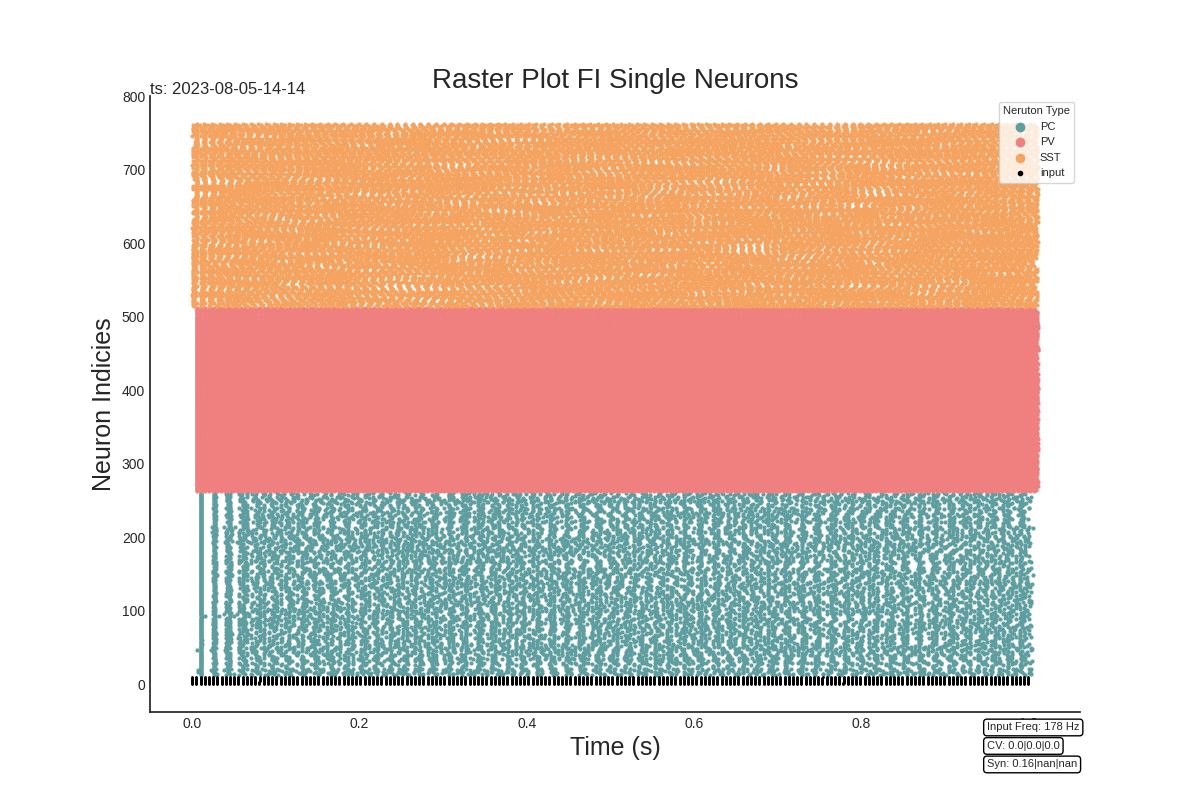 Raster Plot FI Single Neurons
ts: 2023-08-05-14-14
Neruton Type
PC
PV
SST
input
800
700
600
500
400
300
200
100
0
Neuron Indicies
0.0 0.2 0.4 0.6 0.8
Time (s)
Input Freq: 178 Hz
CV: 0.0|0.0|0.0
Syn: 0.16|nan|nan